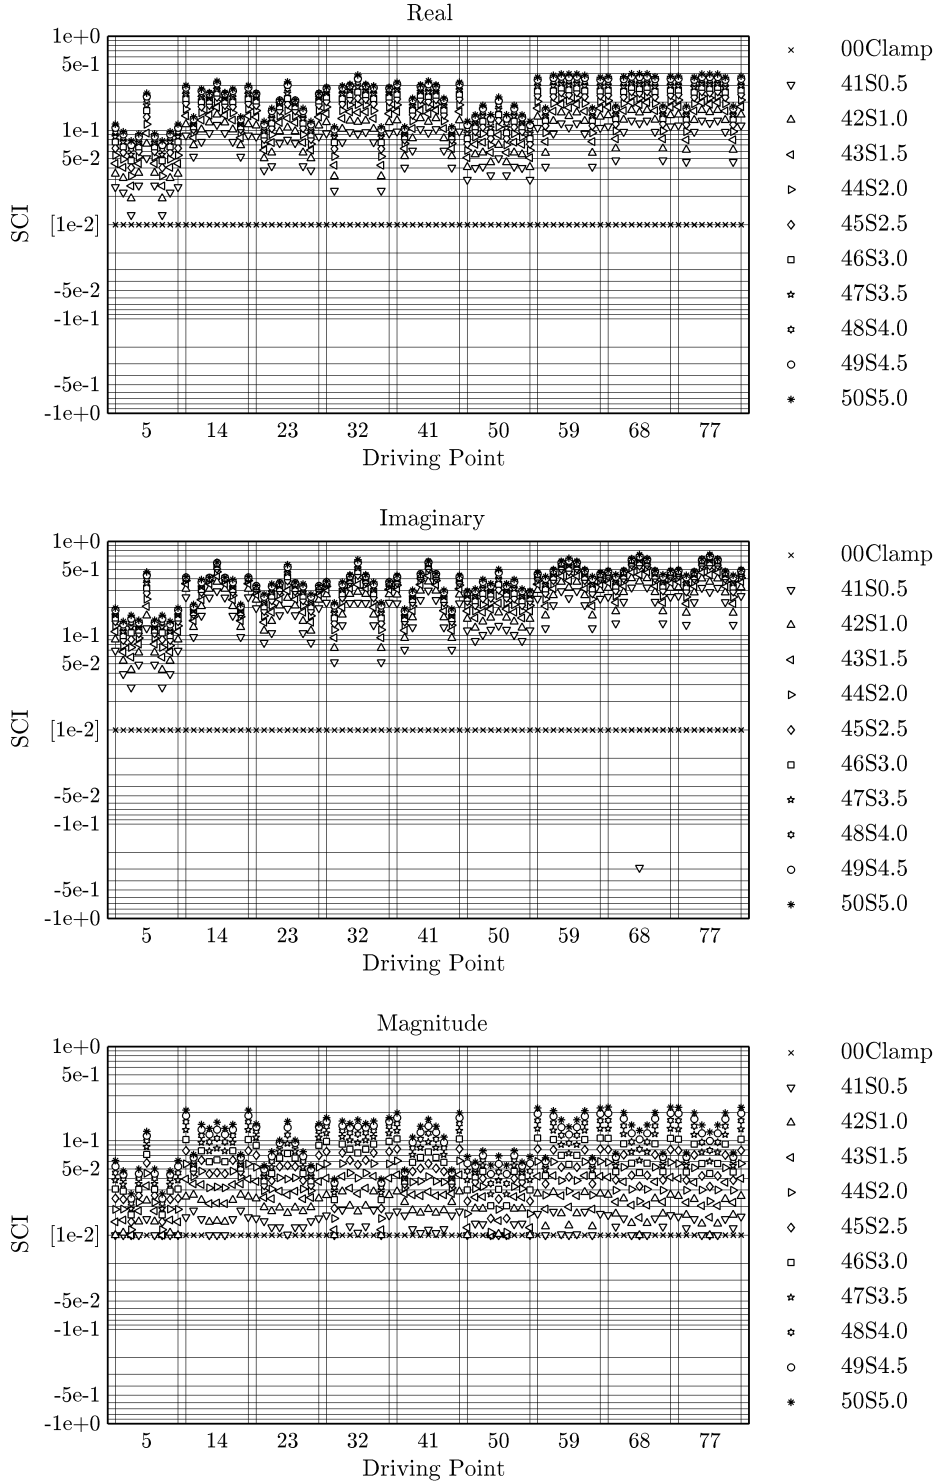 Real
1e+0
5e-1
1e-1
5e-2
[1e-2]
-5e-2
-1e-1
-5e-1
-1e+0
SCI
5 14 23 32 41 50 59 68 77
Driving Point
00Clamp
41S0.5
42S1.0
43S1.5
44S2.0
45S2.5
46S3.0
47S3.5
48S4.0
49S4.5
50S5.0
Imaginary
1e+0
5e-1
1e-1
5e-2
[1e-2]
-5e-2
-1e-1
-5e-1
-1e+0
SCI
5 14 23 32 41 50 59 68 77
Driving Point
00Clamp
41S0.5
42S1.0
43S1.5
44S2.0
45S2.5
46S3.0
47S3.5
48S4.0
49S4.5
50S5.0
Magnitude
1e+0
5e-1
1e-1
5e-2
[1e-2]
-5e-2
-1e-1
-5e-1
-1e+0
SCI
5 14 23 32 41 50 59 68 77
Driving Point
00Clamp
41S0.5
42S1.0
43S1.5
44S2.0
45S2.5
46S3.0
47S3.5
48S4.0
49S4.5
50S5.0